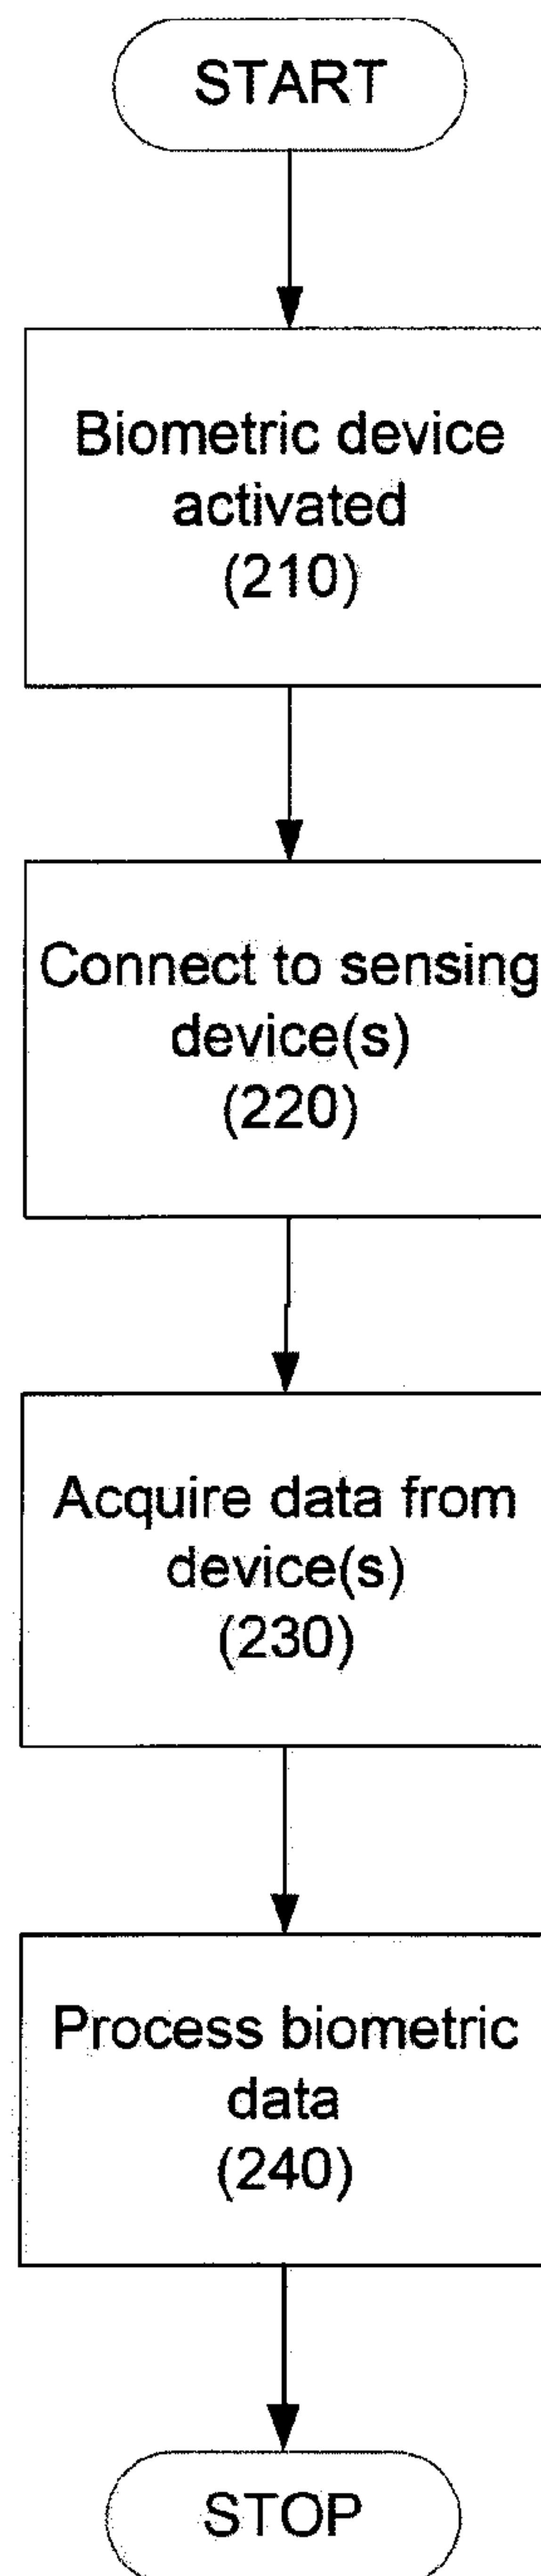 START
Biometric device
activated
(210)
Connect to sensing
device(s)
(220)
Acquire data from
device(s)
(230)
Process biometric
data
(240)
STOP